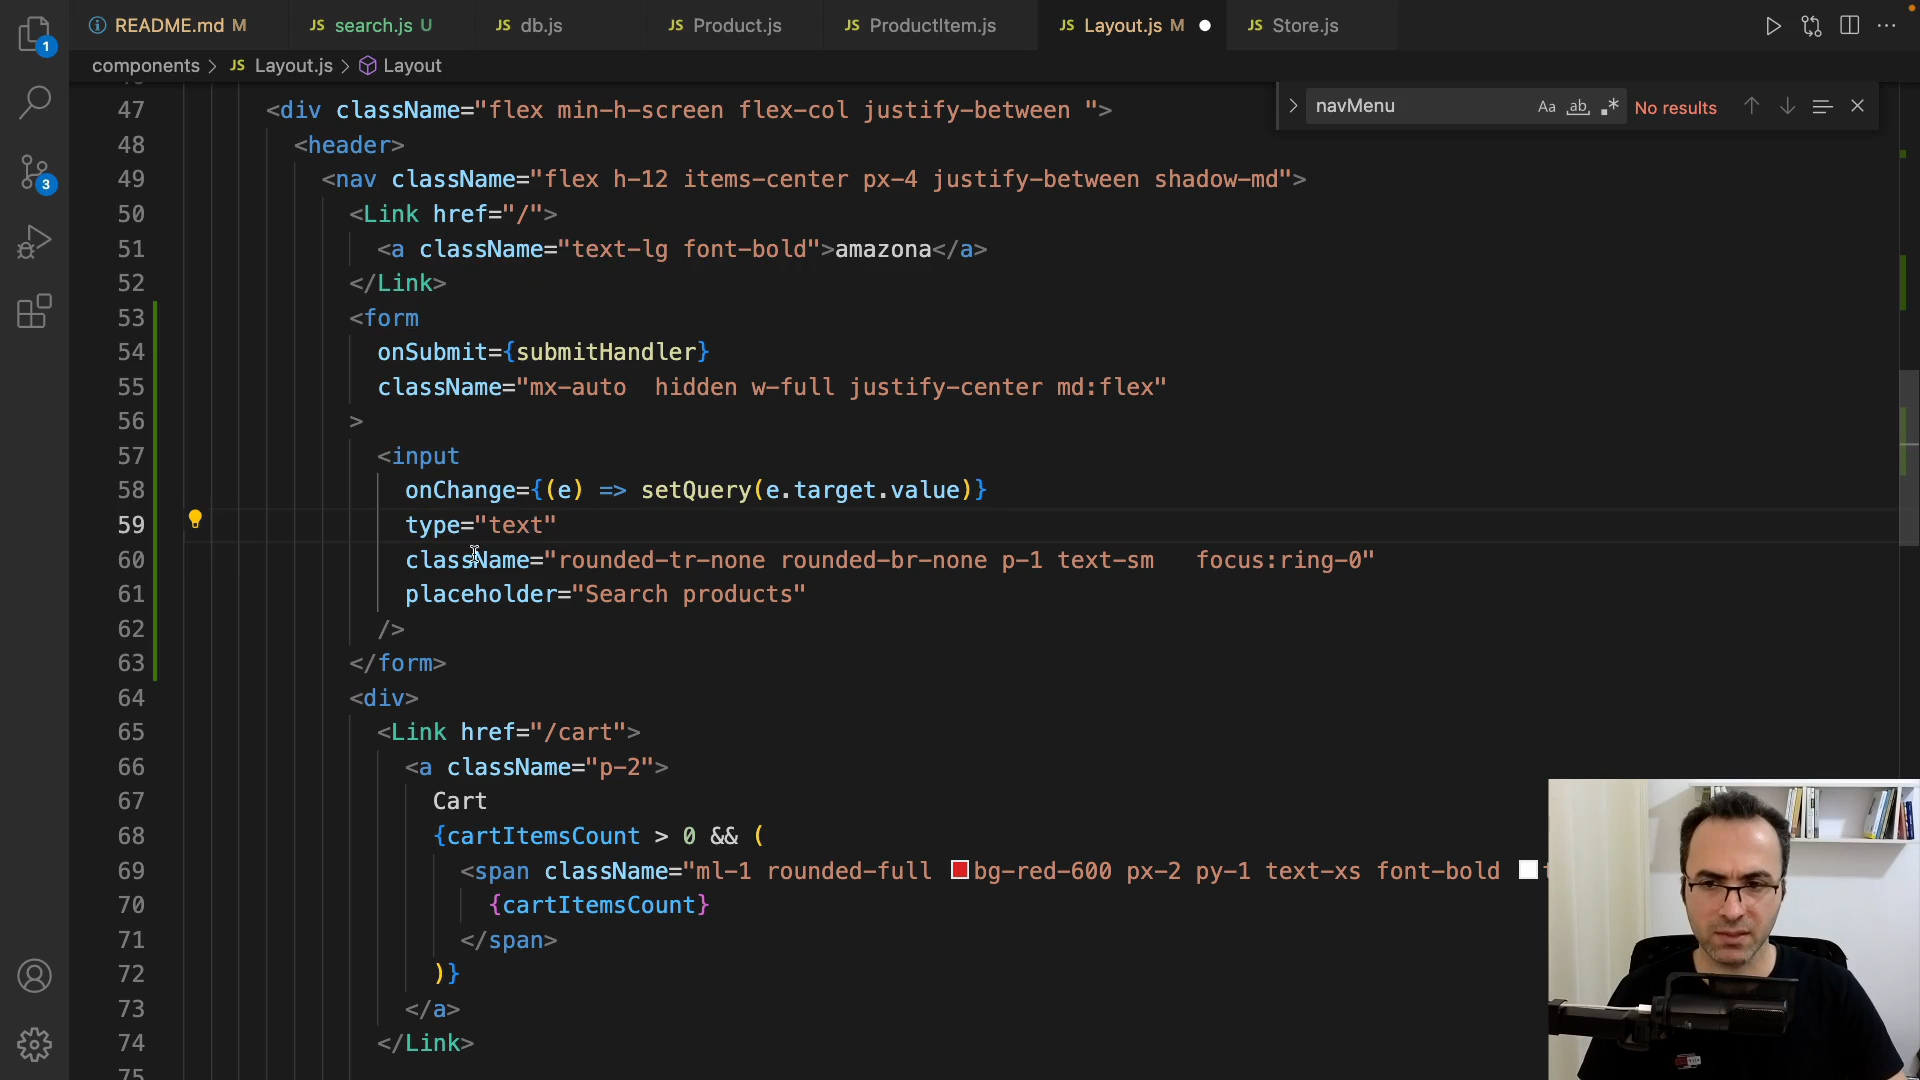 README.md M
JS search.js U
JS db.js
JS Product.js
JS ProductItem.js
JS Layout.js M
JS Store.js
components > JS Layout.js > Layout
navMenu Aa ab .* No results
1
3
47 <div className="flex min-h-screen flex-col justify-between ">
48 <header>
49 <nav className="flex h-12 items-center px-4 justify-between shadow-md">
50 <Link href="/">
51 <a className="text-lg font-bold">amazona</a>
52 </Link>
53 <form
54 onSubmit={submitHandler}
55 className="mx-auto  hidden w-full justify-center md:flex"
56 >
57 <input
58 onChange={(e) => setQuery(e.target.value)}
59 type="text"
60 className="rounded-tr-none rounded-br-none p-1 text-sm   focus:ring-0"
61 placeholder="Search products"
62 />
63 </form>
64 <div>
65 <Link href="/cart">
66 <a className="p-2">
67 Cart
68 {cartItemsCount > 0 && (
69 <span className="ml-1 rounded-full bg-red-600 px-2 py-1 text-xs font-bold
70 {cartItemsCount}
71 </span>
72 )}
73 </a>
74 </Link>
75